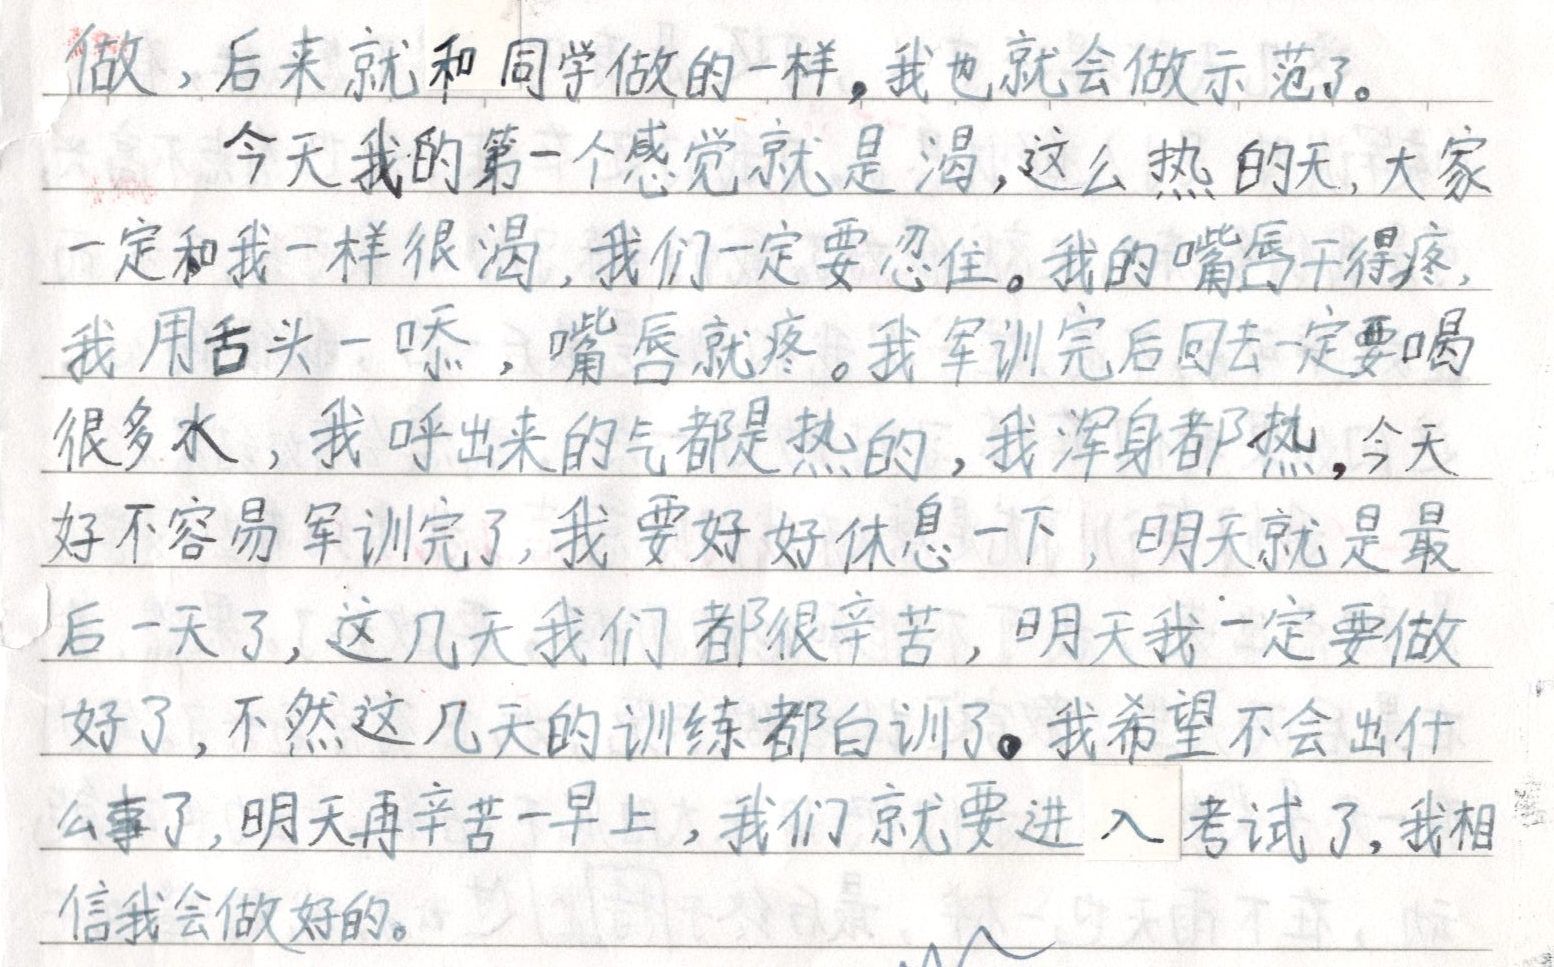 做，后来就和同学做的一样。我也就会做示范了。
今天我的第一个感觉就是渴，这么热的天，大家
一定和我一样很渴，我们一定要忍住。我的嘴唇干得疼，
我用舌头一㖭，嘴唇就疼。我军训完后回去一定要喝
很多水，我呼出来的气都是热的，我浑身都热，今天
好不容易军训完了，我要好好休息一下，明天就是最
后一天了，这几天我们都很辛苦，明天我一定要做
好了，不然这几天的训练都白训了。我希望不会出什
么事了，明天再辛苦一早上，我们就要进入考试了，我相
信我会做好的。